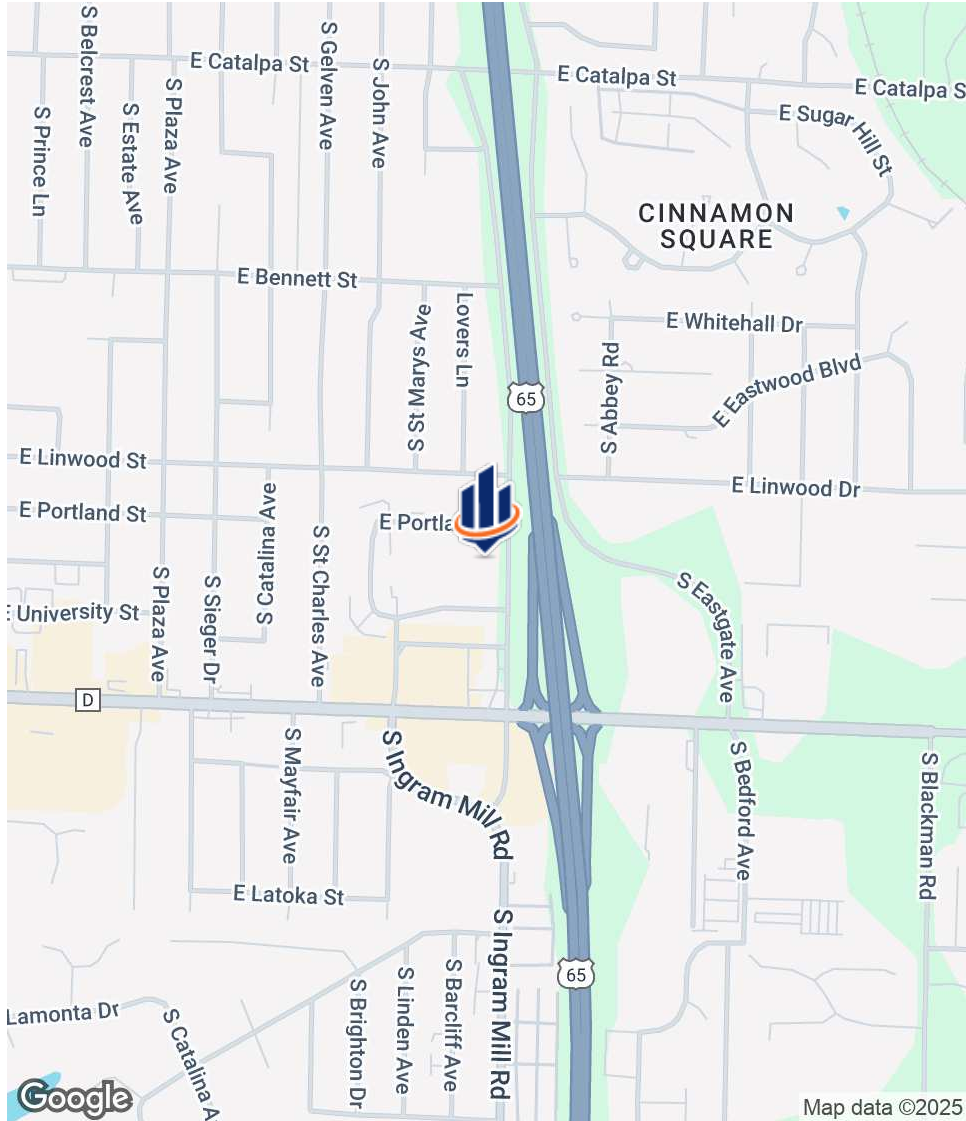 S Belcrest Ave
S Gelven Ave
E Catalpa St
S John Ave
E Catalpa St
E Catalpa S
S Prince Ln
S Estate Ave
S Plaza Ave
E Sugar Hill St
CINNAMON
SQUARE
E Bennett St
S St Marys Ave
Lovers Ln
E Whitehall Dr
S Abbey Rd
E Eastwood Blvd
65
E Linwood St
E Linwood Dr
E Portland St
S Catalina Ave
E Portla
S St Charles Ave
S Plaza Ave
S Sieger Dr
E University St
S Eastgate Ave
D
S Mayfair Ave
S Ingram Mill Rd
S Bedford Ave
S Blackman Rd
E Latoka St
S Ingram Mill Rd
65
S Brighton Dr
S Linden Ave
S Barcliff Ave
Lamonta Dr
S Catalina A
Google
Map data ©2025